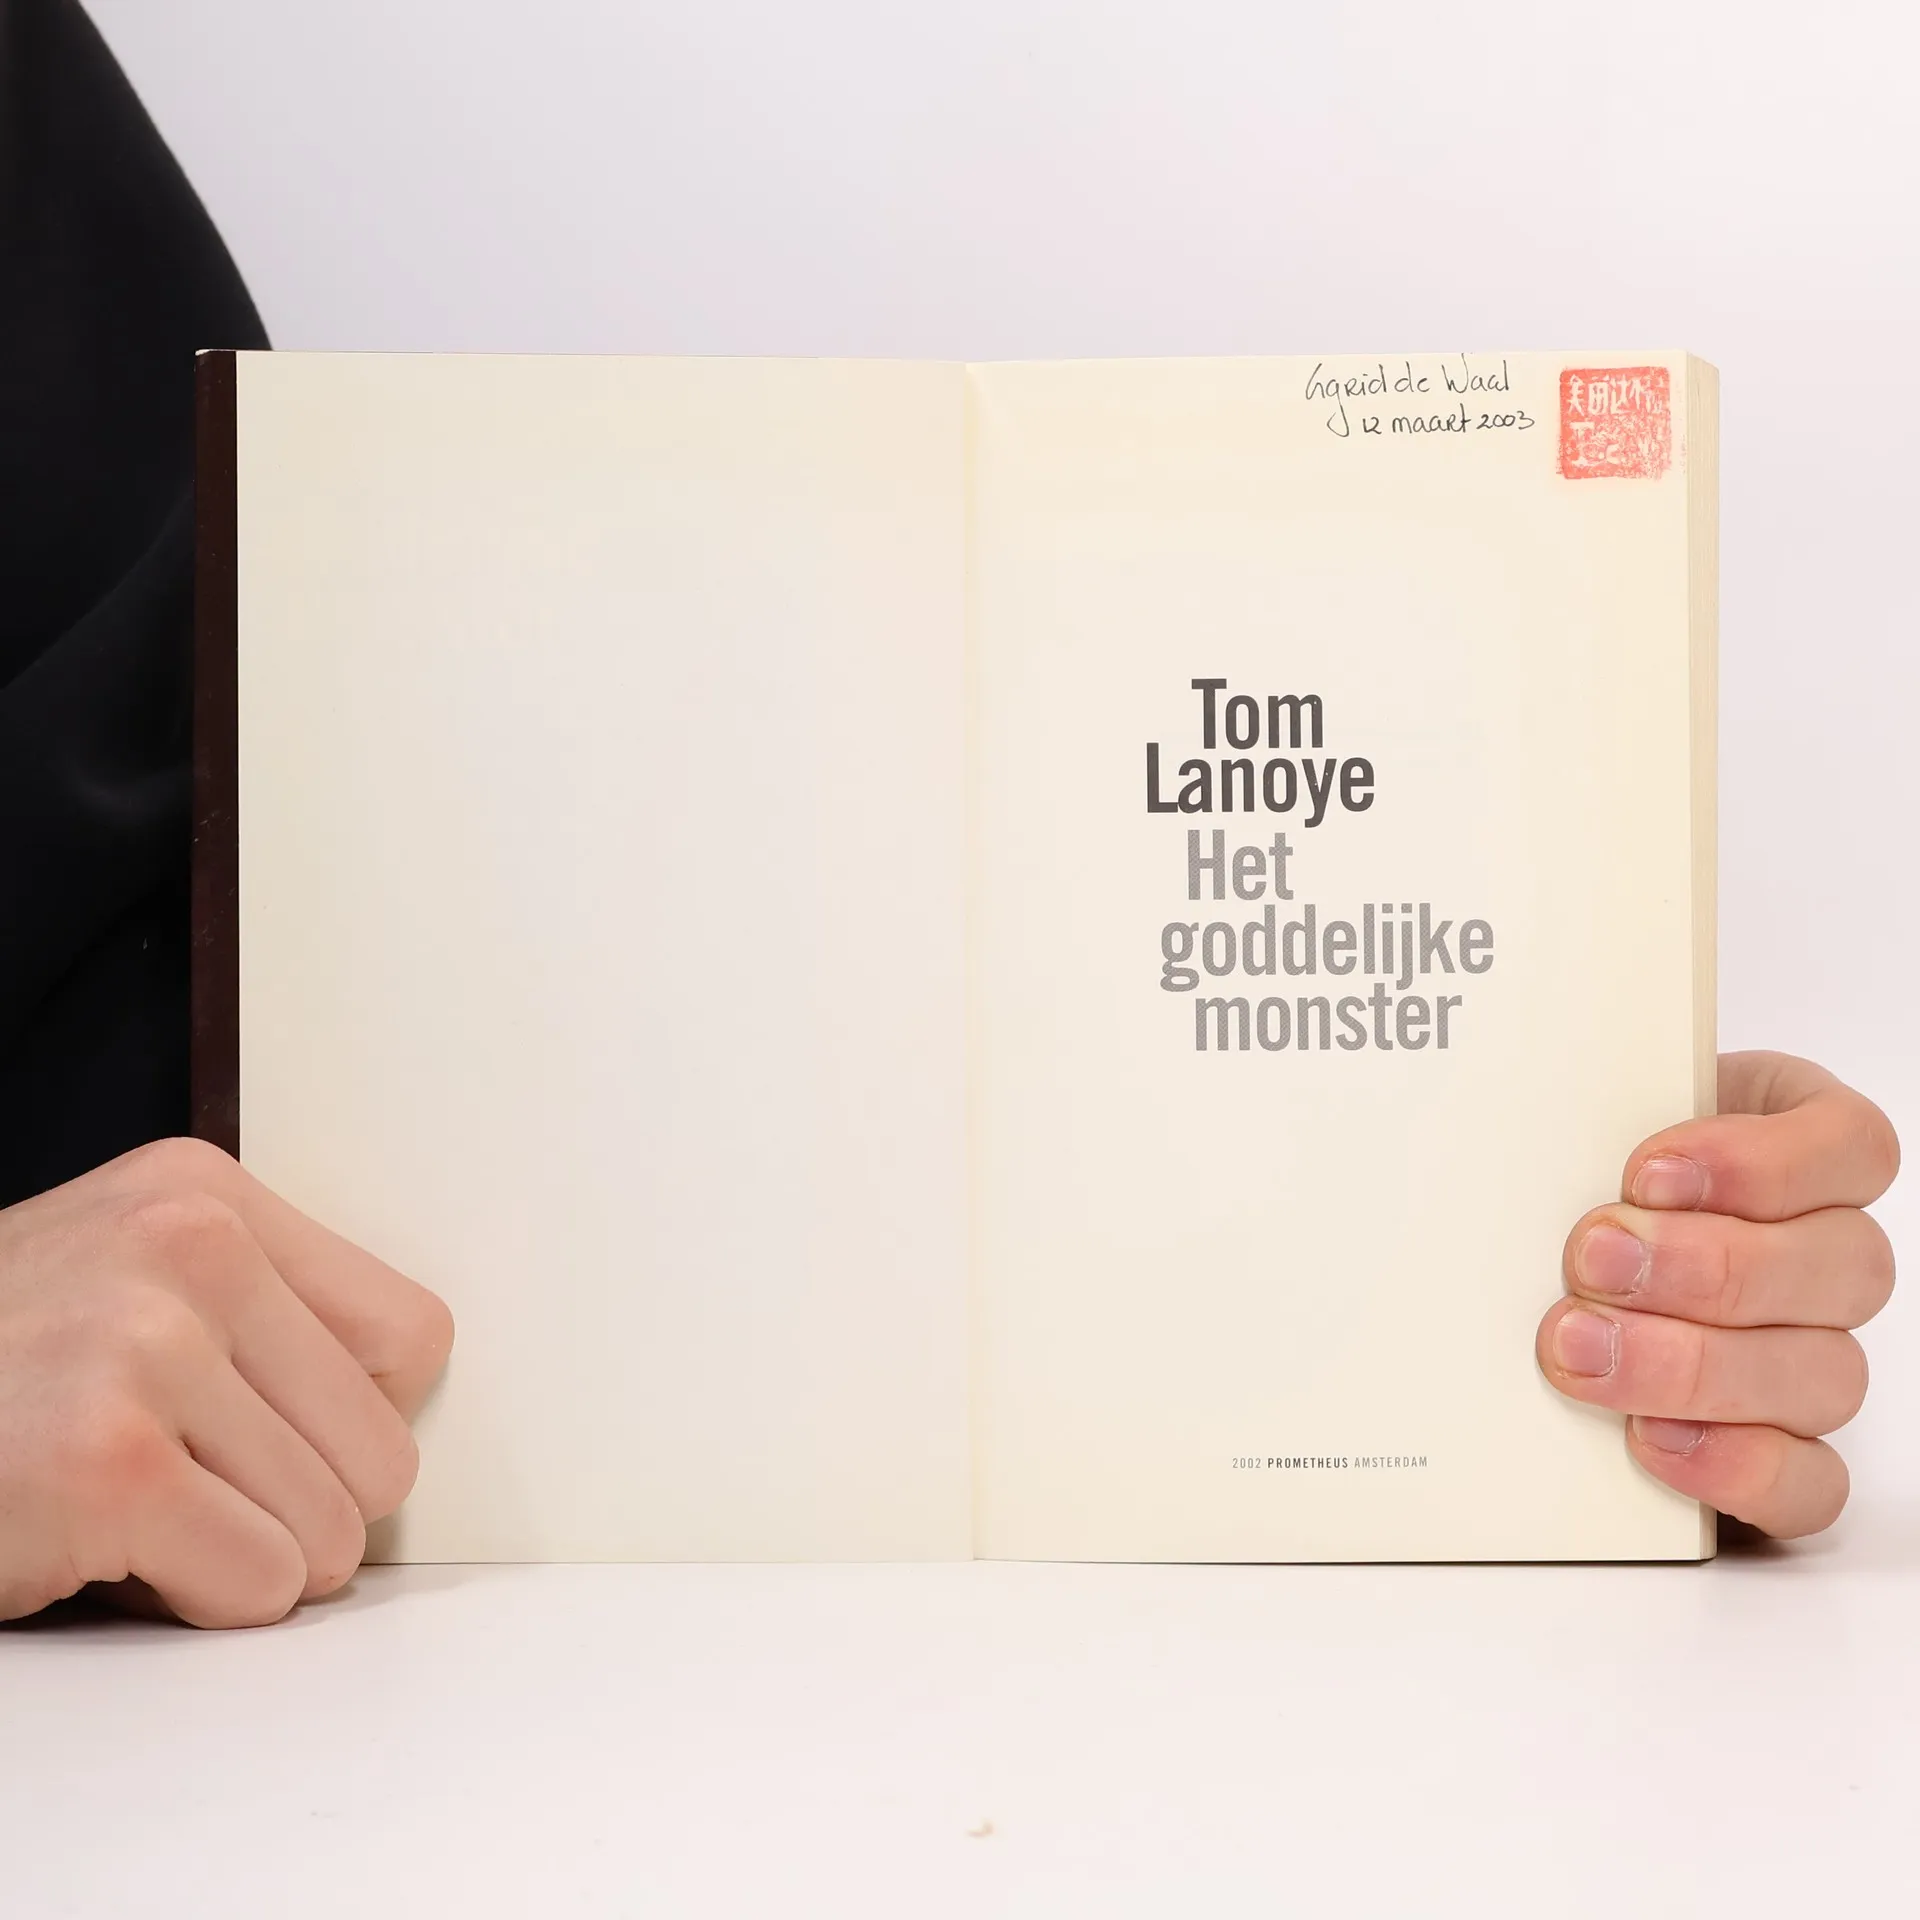 Ingrid de Waal
12 maart 2003
Tom
Lanoye
Het
goddelijke
monster
2002 PROMETHEUS AMSTERDAM